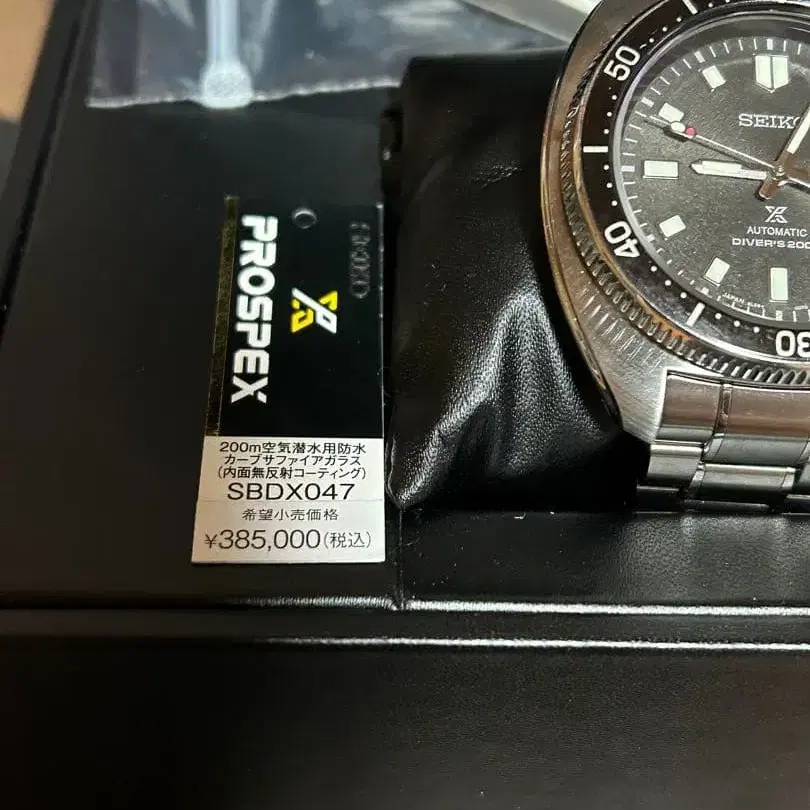 PROSPEX
SEIKO
200m空気潜水用防水
カーブサファイアガラス
(内面無反射コーティング)
SBDX047
希望小売価格
¥385,000(税込)
50
40
30
AUTOMATIC
DIVER'S 200
JAPAN